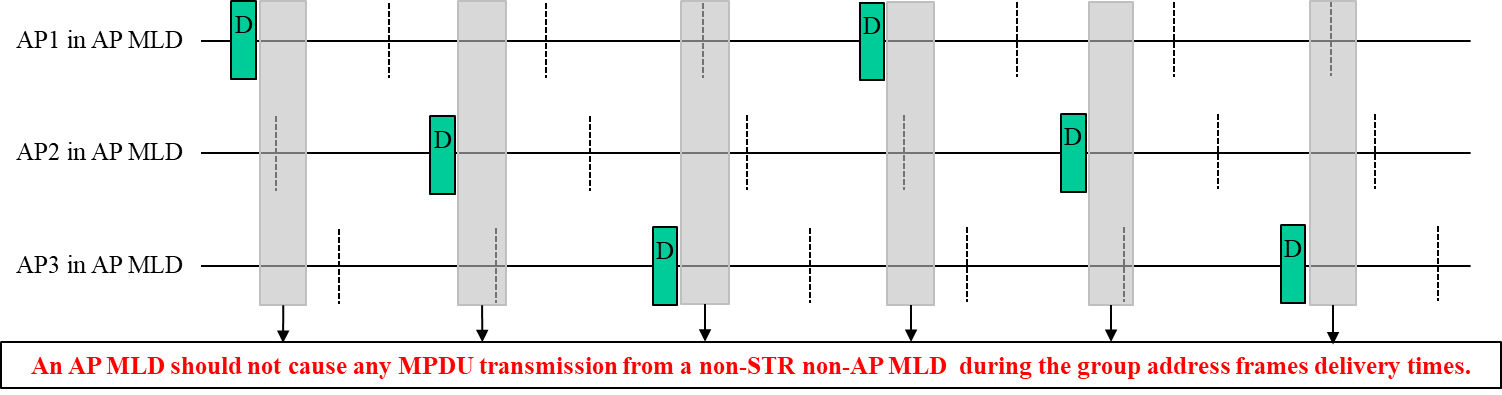 AP1 in AP MLD
D
D
AP2 in AP MLD
D
D
AP3 in AP MLD
D
D
An AP MLD should not cause any MPDU transmission from a non-STR non-AP MLD during the group address frames delivery times.